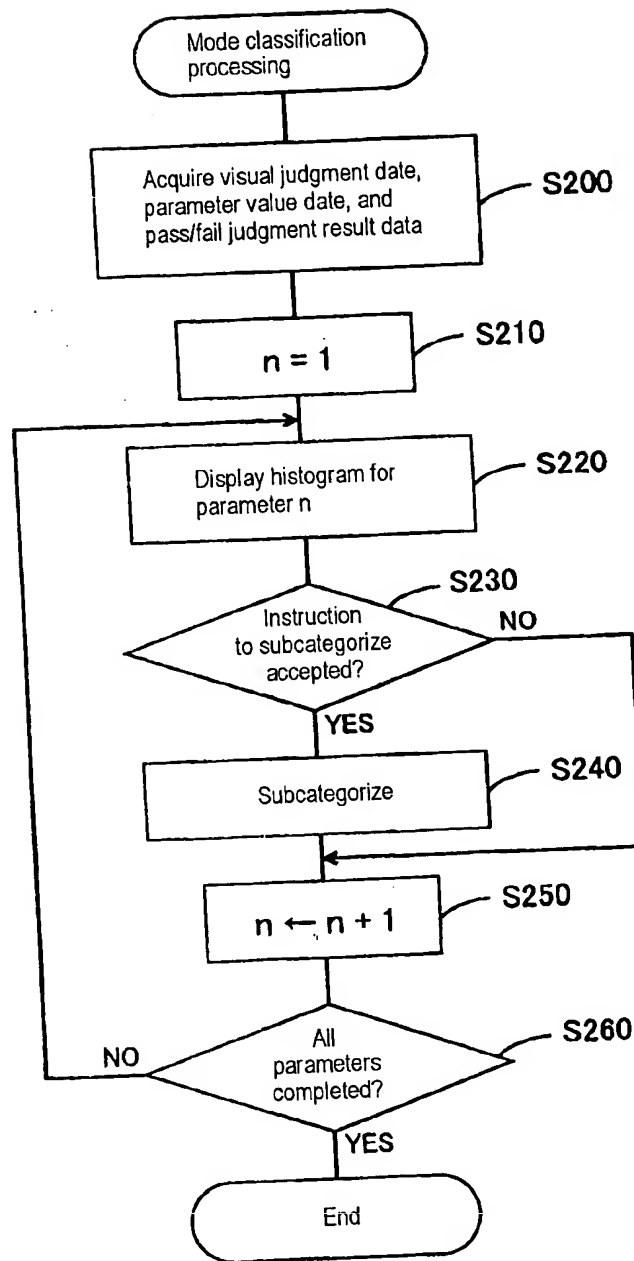 Mode classification
processing
Acquire visual judgment date,
parameter value date, and
pass/fail judgment result data
S200
n = 1
S210
Display histogram for
parameter n
S220
S230
Instruction
to subcategorize
accepted?
NO
YES
Subcategorize
S240
n ← n + 1
S250
All
parameters
completed?
S260
NO
YES
End